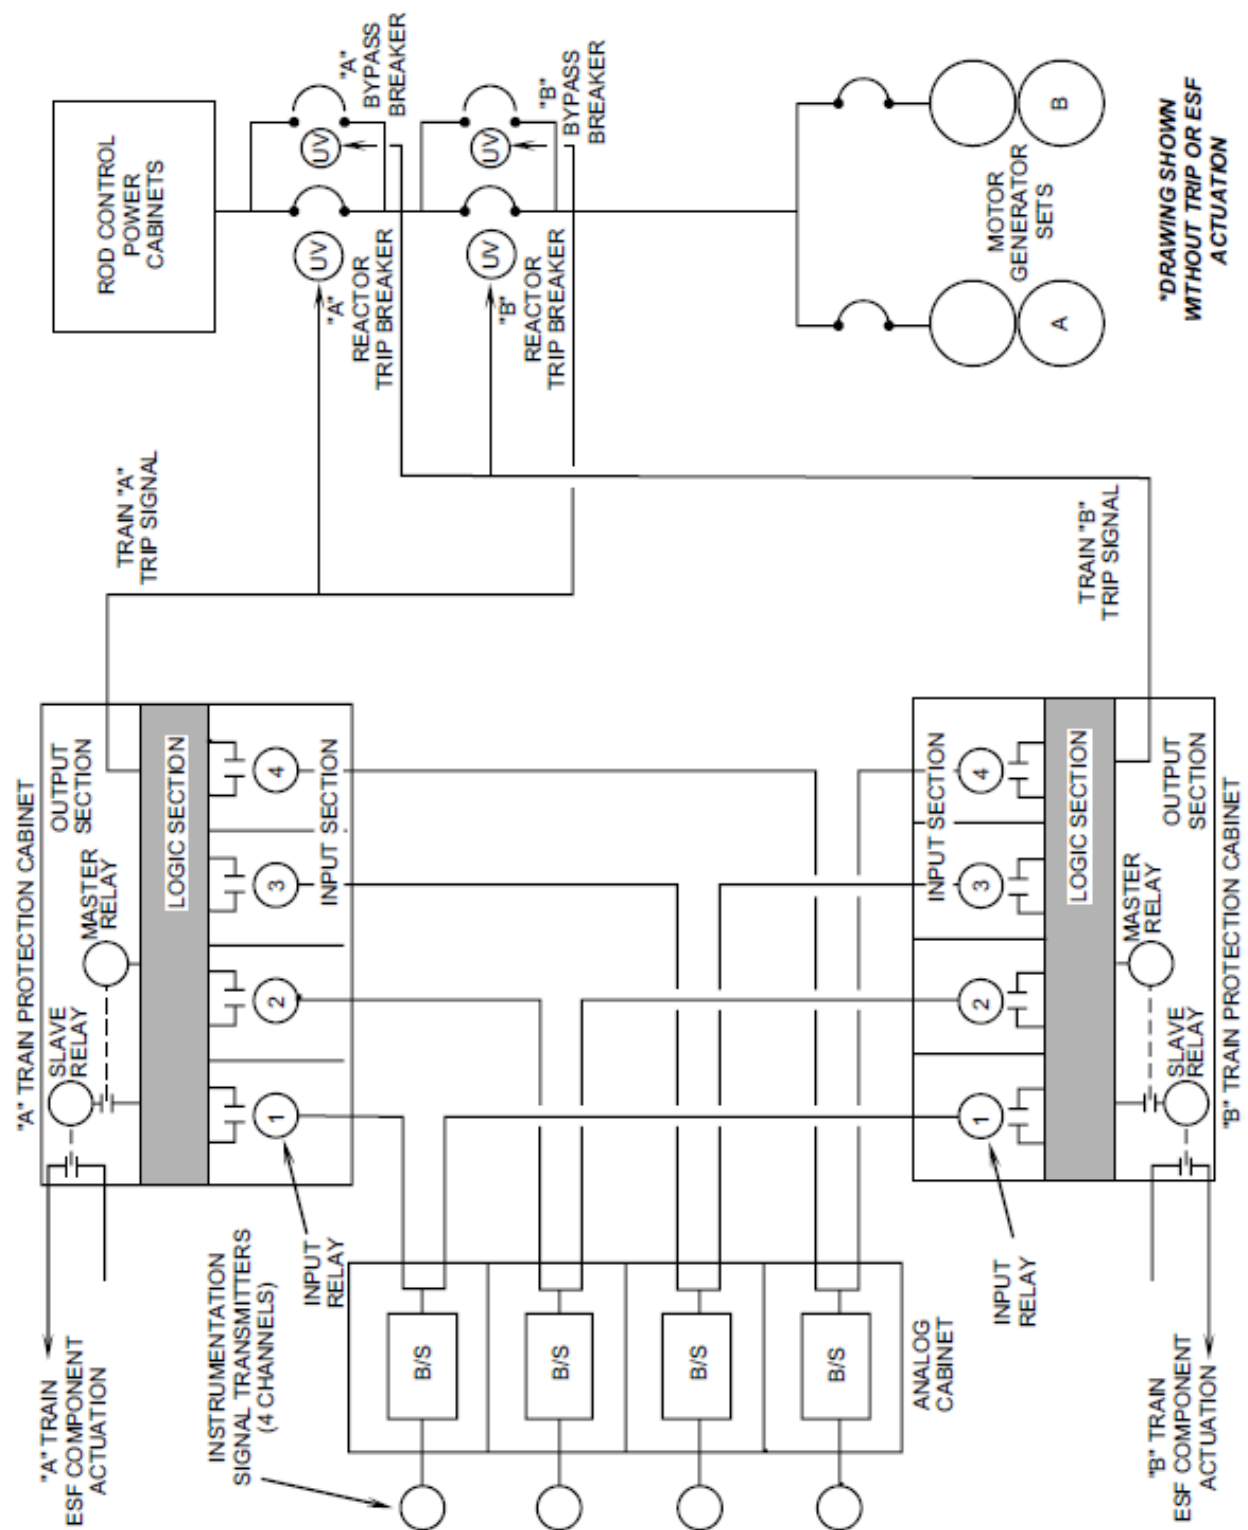 "A" TRAIN
ESF COMPONENT
ACTUATION
"A" TRAIN PROTECTION CABINET
SLAVE
RELAY
MASTER
RELAY
OUTPUT
SECTION
LOGIC SECTION
1
2
3
4
INPUT SECTION
INPUT
RELAY
TRAIN "A"
TRIP SIGNAL
ROD CONTROL
POWER
CABINETS
UV
"A"
REACTOR
TRIP BREAKER
UV
"A"
BYPASS
BREAKER
UV
"B"
REACTOR
TRIP BREAKER
UV
"B"
BYPASS
BREAKER
INSTRUMENTATION
SIGNAL TRANSMITTERS
(4 CHANNELS)
B/S
B/S
B/S
B/S
ANALOG
CABINET
MOTOR
GENERATOR
SETS
A
B
"B" TRAIN
ESF COMPONENT
ACTUATION
INPUT
RELAY
1
2
3
4
INPUT SECTION
LOGIC SECTION
MASTER
RELAY
SLAVE
RELAY
OUTPUT
SECTION
"B" TRAIN PROTECTION CABINET
TRAIN "B"
TRIP SIGNAL
*DRAWING SHOWN
WITHOUT TRIP OR ESF
ACTUATION